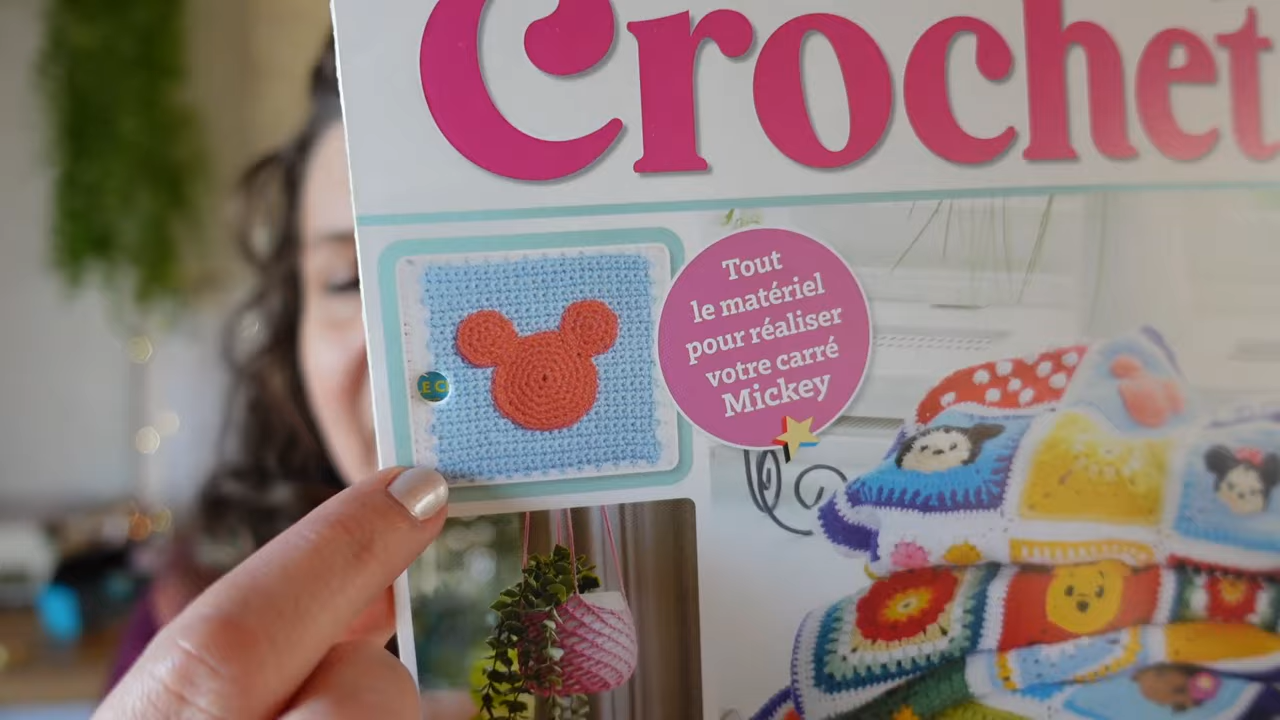 Crochet
Tout
le matériel
pour réaliser
votre carré
Mickey